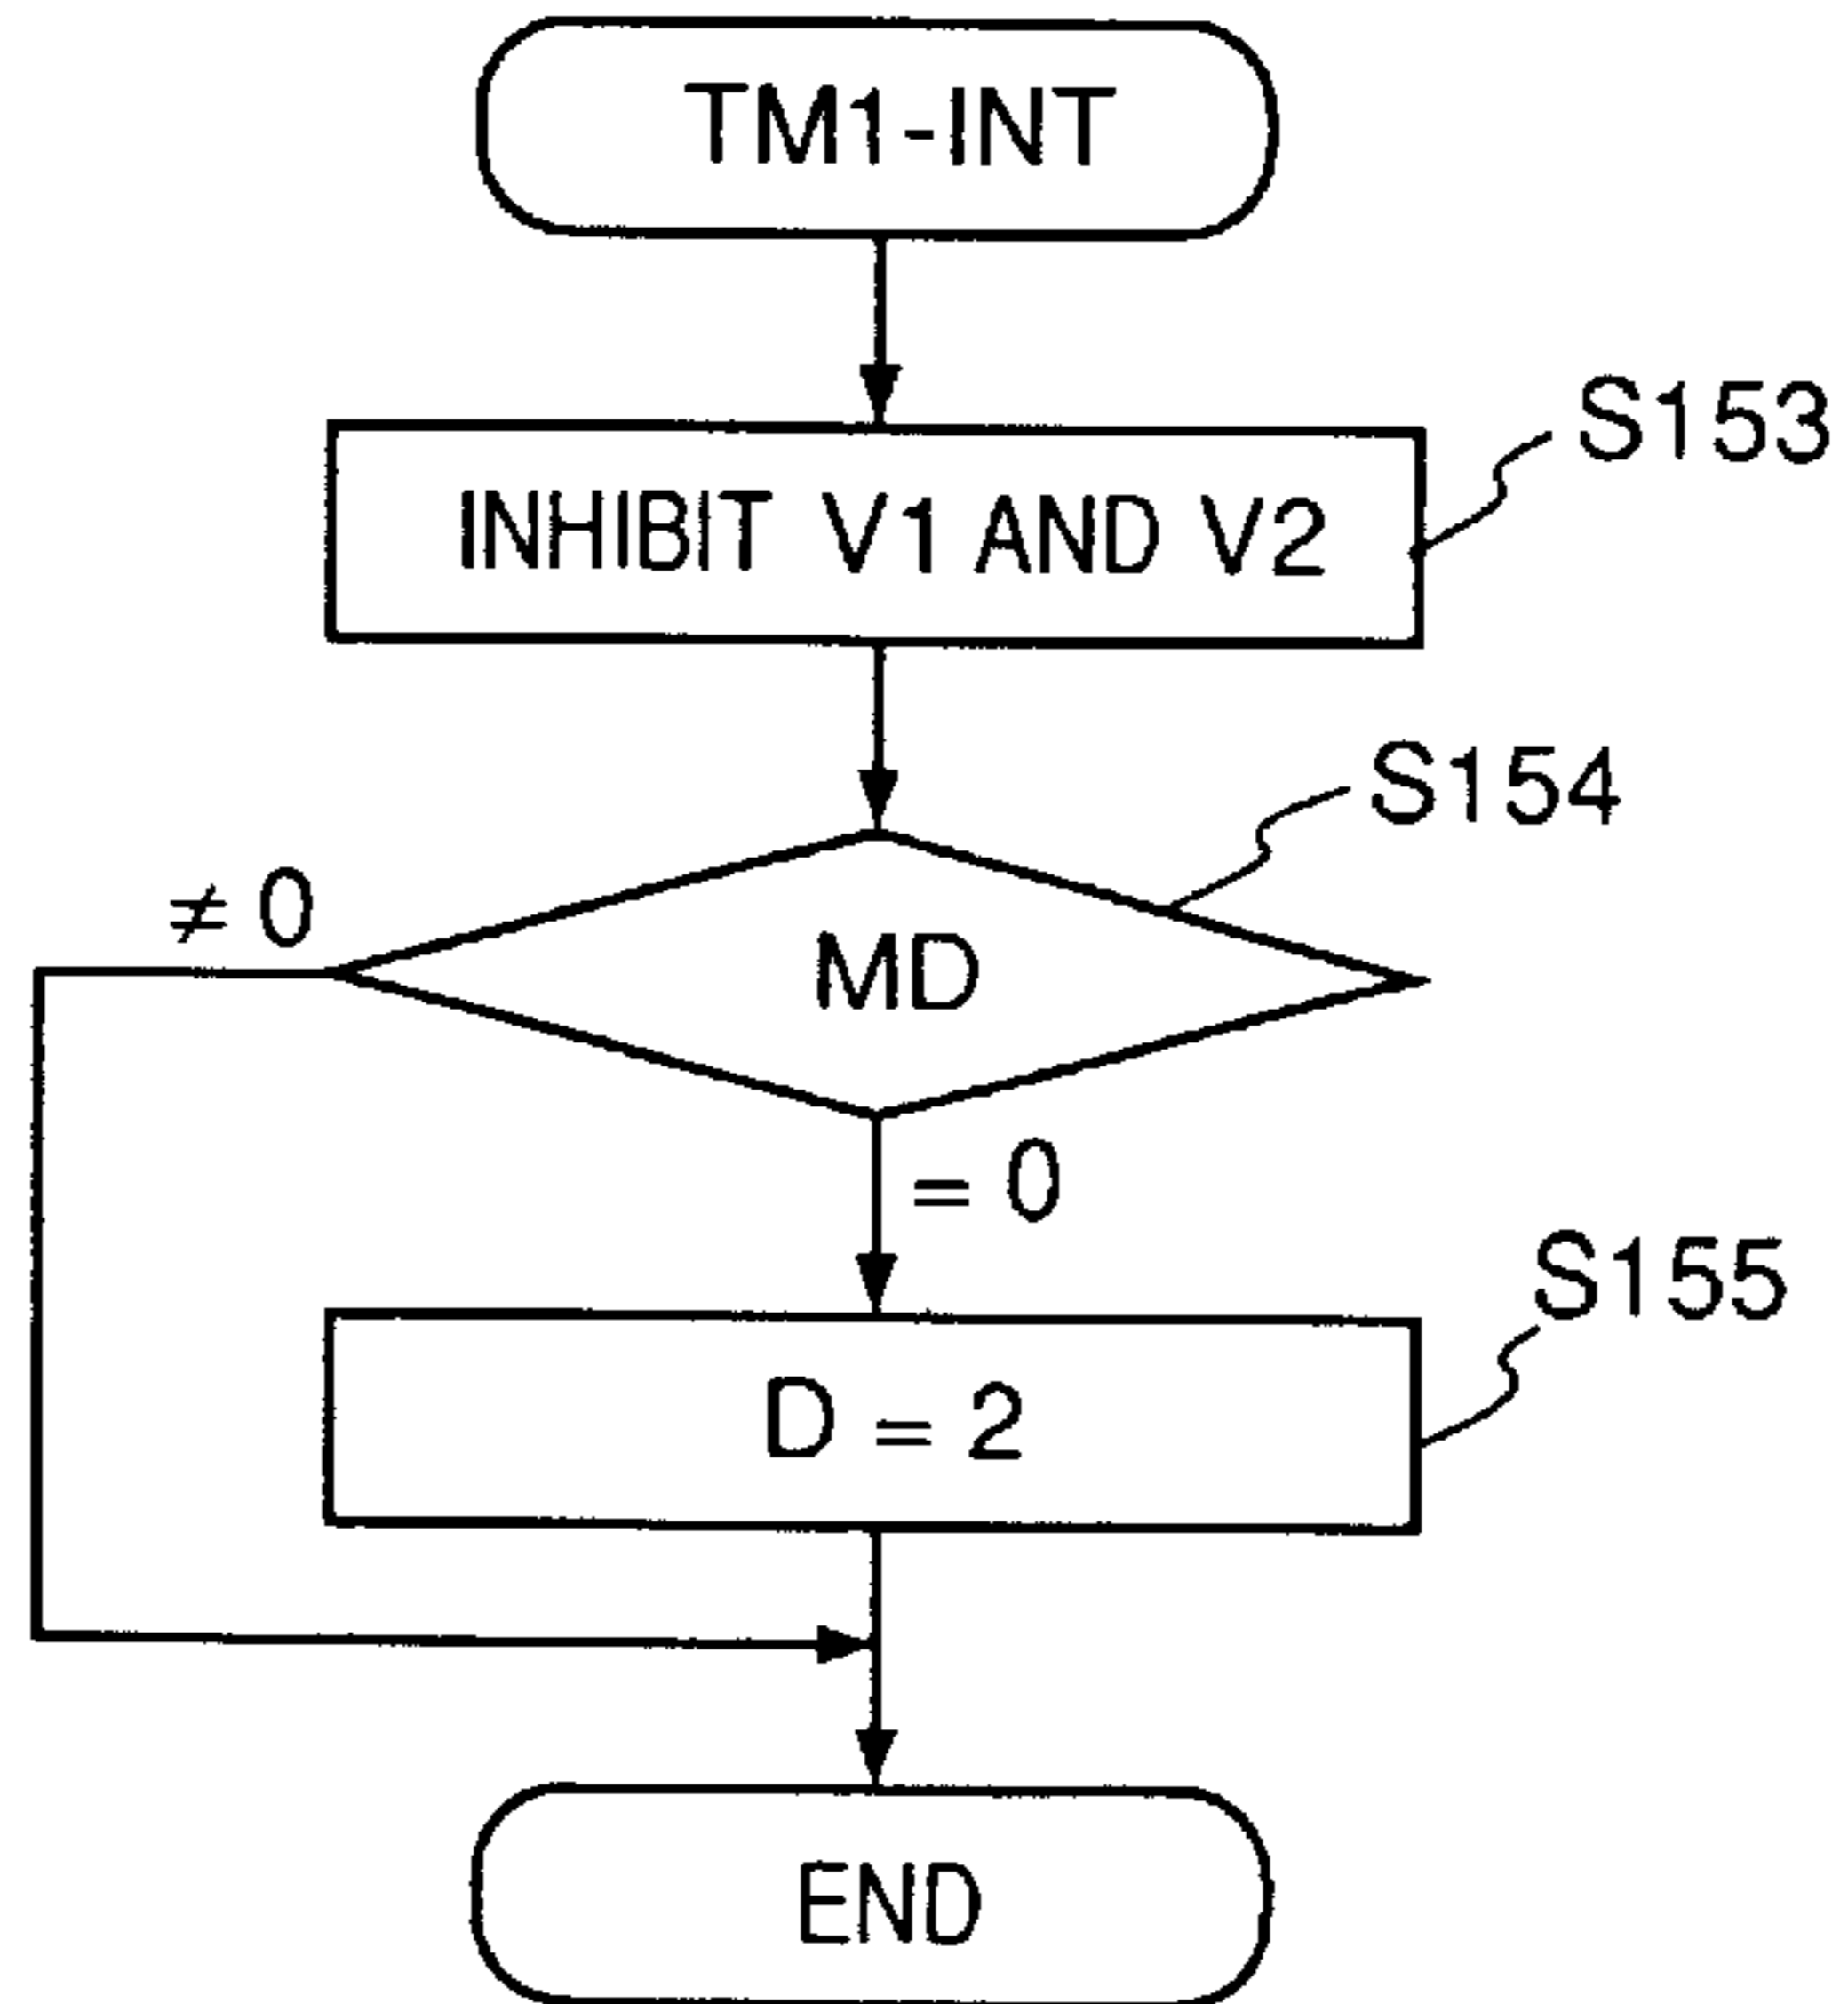 TM1-INT
S153
INHIBIT V1 AND V2
S154
≠ 0
MD
= 0
S155
D = 2
END